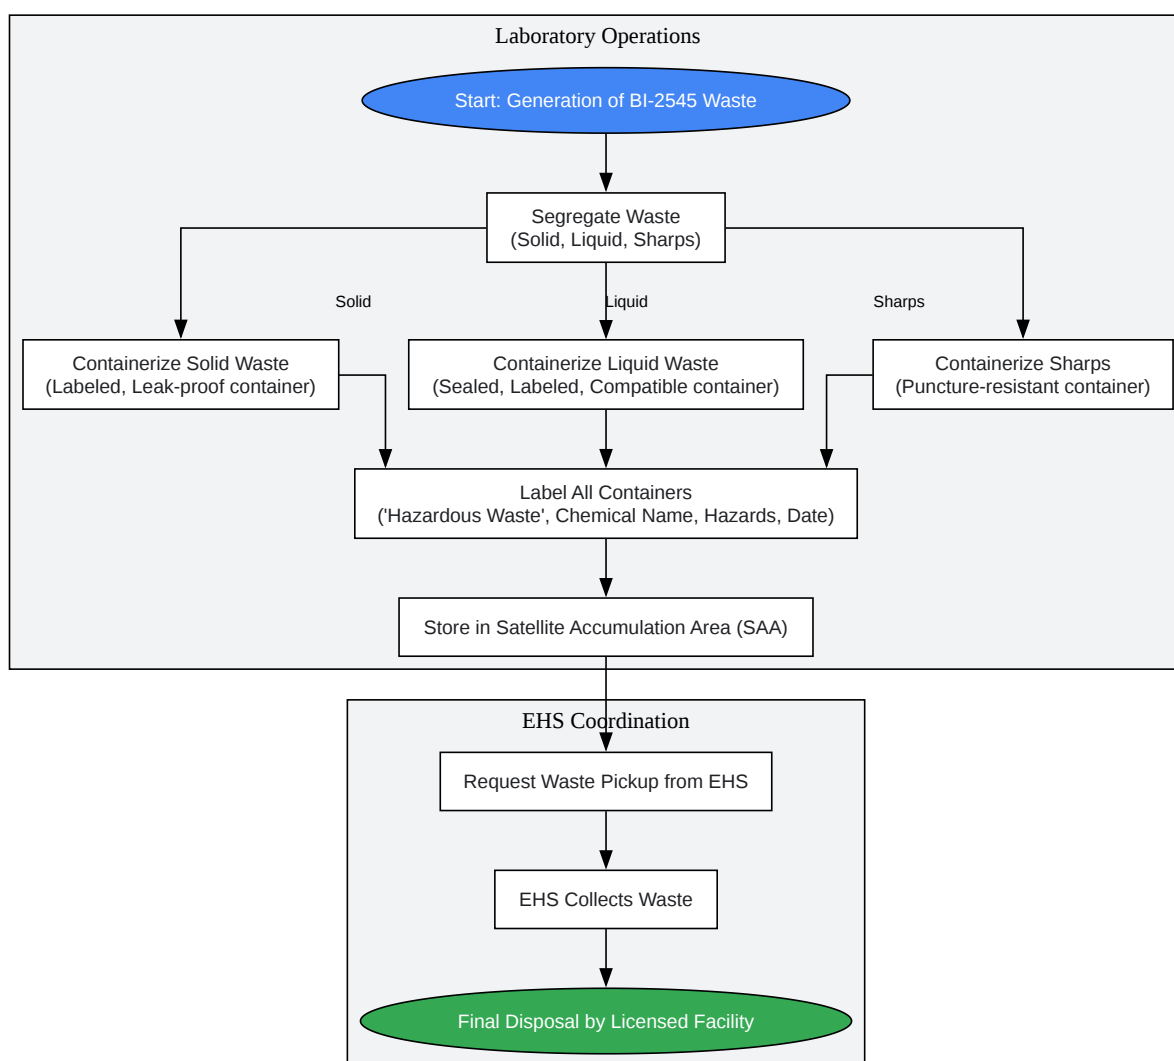 Laboratory Operations
Start: Generation of BI-2545 Waste
Segregate Waste
(Solid, Liquid, Sharps)
Solid
Liquid
Sharps
Containerize Solid Waste
(Labeled, Leak-proof container)
Containerize Liquid Waste
(Sealed, Labeled, Compatible container)
Containerize Sharps
(Puncture-resistant container)
Label All Containers
('Hazardous Waste', Chemical Name, Hazards, Date)
Store in Satellite Accumulation Area (SAA)
EHS Coordination
Request Waste Pickup from EHS
EHS Collects Waste
Final Disposal by Licensed Facility